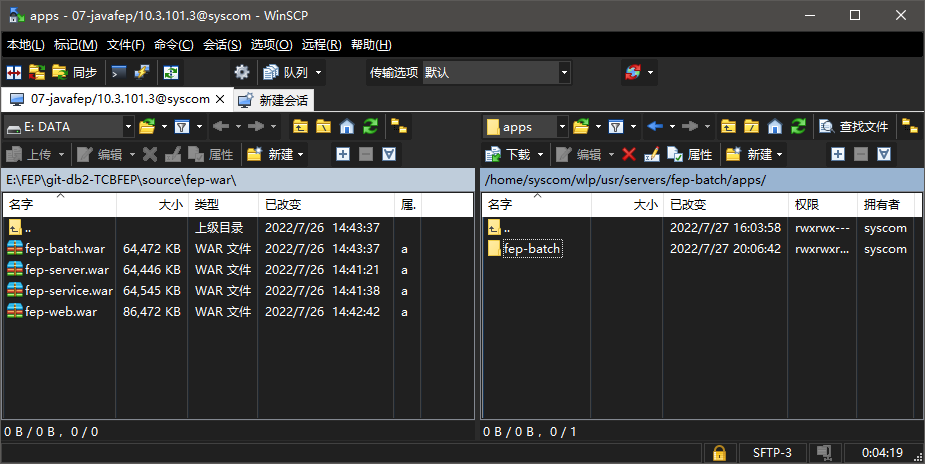 apps - 07-javafep/10.3.101.3@syscom - WinSCP
本地(L) 标记(M) 文件(F) 命令(C) 会话(S) 选项(O) 远程(R) 帮助(H)
同步 队列 传输选项 默认
07-javafep/10.3.101.3@syscom × 新建会话
E: DATA
上传 编辑 属性 新建
E:\FEP\git-db2-TCBFEP\source\fep-war\
名字 大小 类型 已改变 属.
.. 上级目录 2022/7/26 14:43:37
fep-batch.war 64,472 KB WAR 文件 2022/7/26 14:43:37 a
fep-server.war 64,446 KB WAR 文件 2022/7/26 14:41:21 a
fep-service.war 64,545 KB WAR 文件 2022/7/26 14:41:38 a
fep-web.war 86,472 KB WAR 文件 2022/7/26 14:42:42 a
0 B / 0 B, 0 / 0
apps 查找文件
下载 编辑 属性 新建
/home/syscom/wlp/usr/servers/fep-batch/apps/
名字 大小 已改变 权限 拥有者
.. 2022/7/27 16:03:58 rwxrwx--- syscom
fep-batch 2022/7/27 20:06:42 rwxrwxr... syscom
0 B / 0 B, 0 / 1
SFTP-3 0:04:19